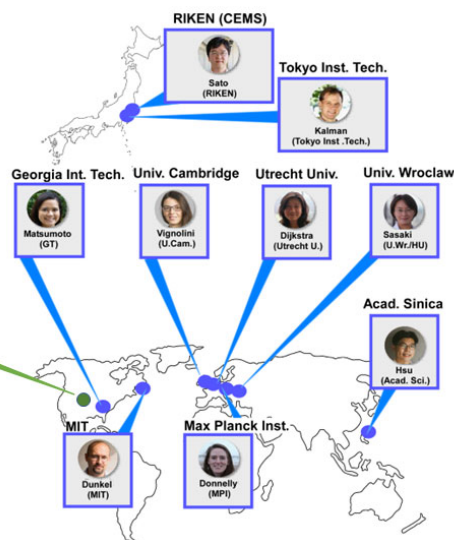 RIKEN (CEMS)
Sato
(RIKEN)
Tokyo Inst. Tech.
Kalman
(Tokyo Inst .Tech.)
Georgia Int. Tech.
Univ. Cambridge
Utrecht Univ.
Univ. Wroclaw
Matsumoto
(GT)
Vignolini
(U.Cam.)
Dijkstra
(Utrecht U.)
Sasaki
(U.Wr./HU)
Acad. Sinica
Hsu
(Acad. Sci.)
MIT
Dunkel
(MIT)
Max Planck Inst.
Donnelly
(MPI)